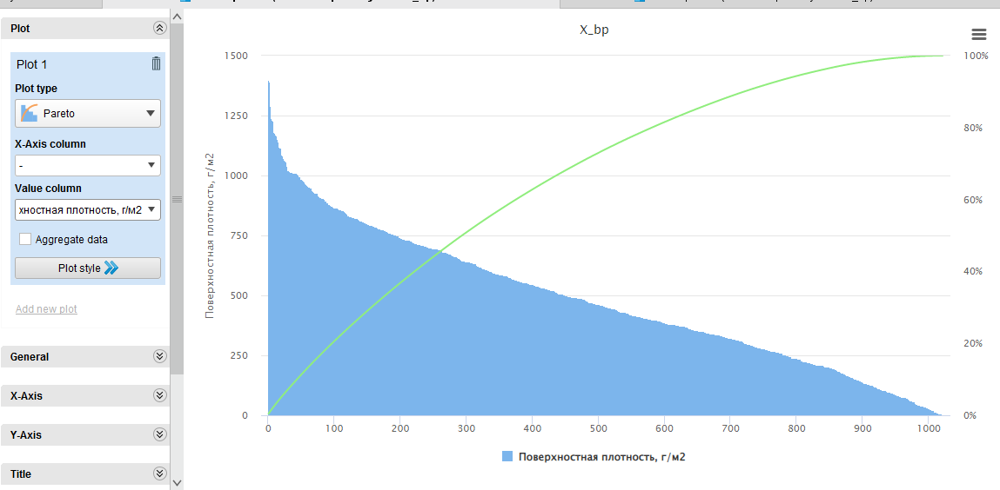 Plot
Plot 1
Plot type
Pareto
X-Axis column
-
Value column
хностная плотность, г/м2
Aggregate data
Plot style
Add new plot
General
X-Axis
Y-Axis
Title
X_bp
1500
1250
1000
750
500
250
0
Поверхностная плотность, г/м2
100%
80%
60%
40%
20%
0%
0
100
200
300
400
500
600
700
800
900
1000
Поверхностная плотность, г/м2